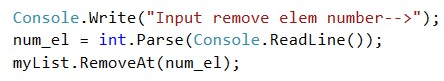 Console.Write("Input remove elem number-->");
num_el = int.Parse(Console.ReadLine());
myList.RemoveAt(num_el);